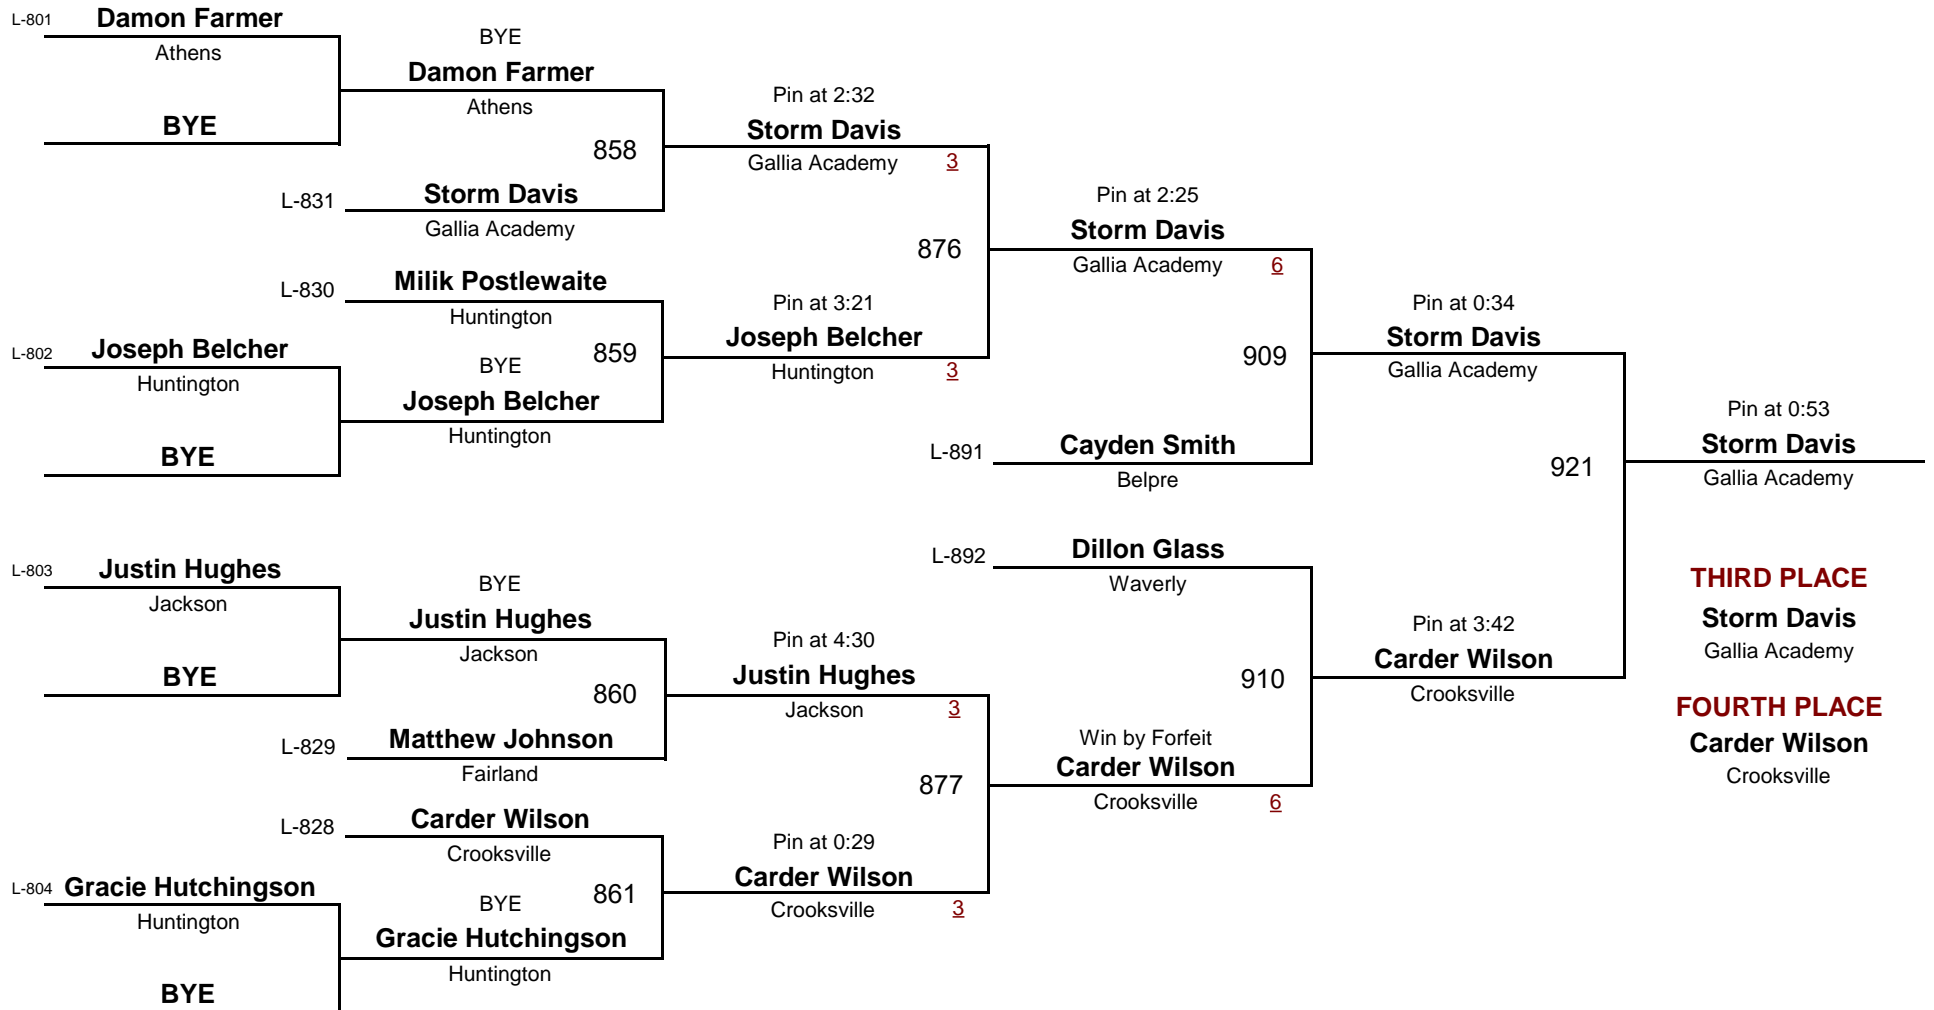 L-801 Damon Farmer
Athens
BYE
BYE
Damon Farmer
Athens
858
L-831 Storm Davis
Gallia Academy
L-830 Milik Postlewaite
Huntington
L-802 Joseph Belcher
Huntington
859
BYE
Joseph Belcher
Huntington
BYE
Pin at 2:32
Storm Davis
Gallia Academy 3
876
Pin at 3:21
Joseph Belcher
Huntington 3
Pin at 2:25
Storm Davis
Gallia Academy 6
909
L-891 Cayden Smith
Belpre
Pin at 0:34
Storm Davis
Gallia Academy
921
Pin at 0:53
Storm Davis
Gallia Academy
L-803 Justin Hughes
Jackson
BYE
BYE
Justin Hughes
Jackson
860
L-829 Matthew Johnson
Fairland
L-828 Carder Wilson
Crooksville
L-804 Gracie Hutchingson
Huntington
861
BYE
Gracie Hutchingson
Huntington
BYE
Pin at 4:30
Justin Hughes
Jackson 3
877
Pin at 0:29
Carder Wilson
Crooksville 3
L-892 Dillon Glass
Waverly
910
Win by Forfeit
Carder Wilson
Crooksville 6
Pin at 3:42
Carder Wilson
Crooksville
THIRD PLACE
Storm Davis
Gallia Academy
FOURTH PLACE
Carder Wilson
Crooksville